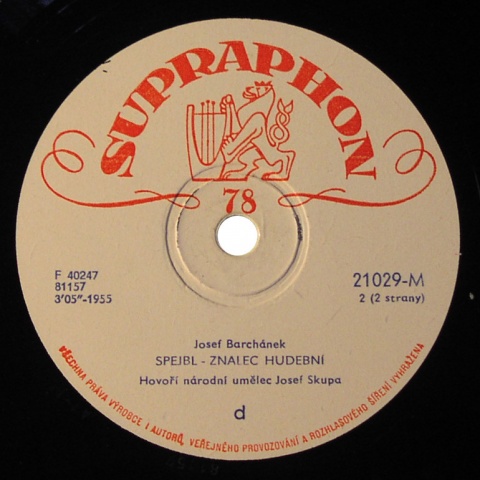 SUPRAPHON
78
F 40247
81157
3'05"-1955
21029-M
2 (2 strany)
Josef Barchánek
SPEJBL - ZNALEC HUDEBNÍ
Hovoří národní umělec Josef Skupa
d
VŠECHNA PRÁVA VÝROBCE I AUTORŮ, VEŘEJNÉHO PROVOZOVÁNÍ A ROZHLASOVÉHO ŠÍŘENÍ VYHRAŽENA